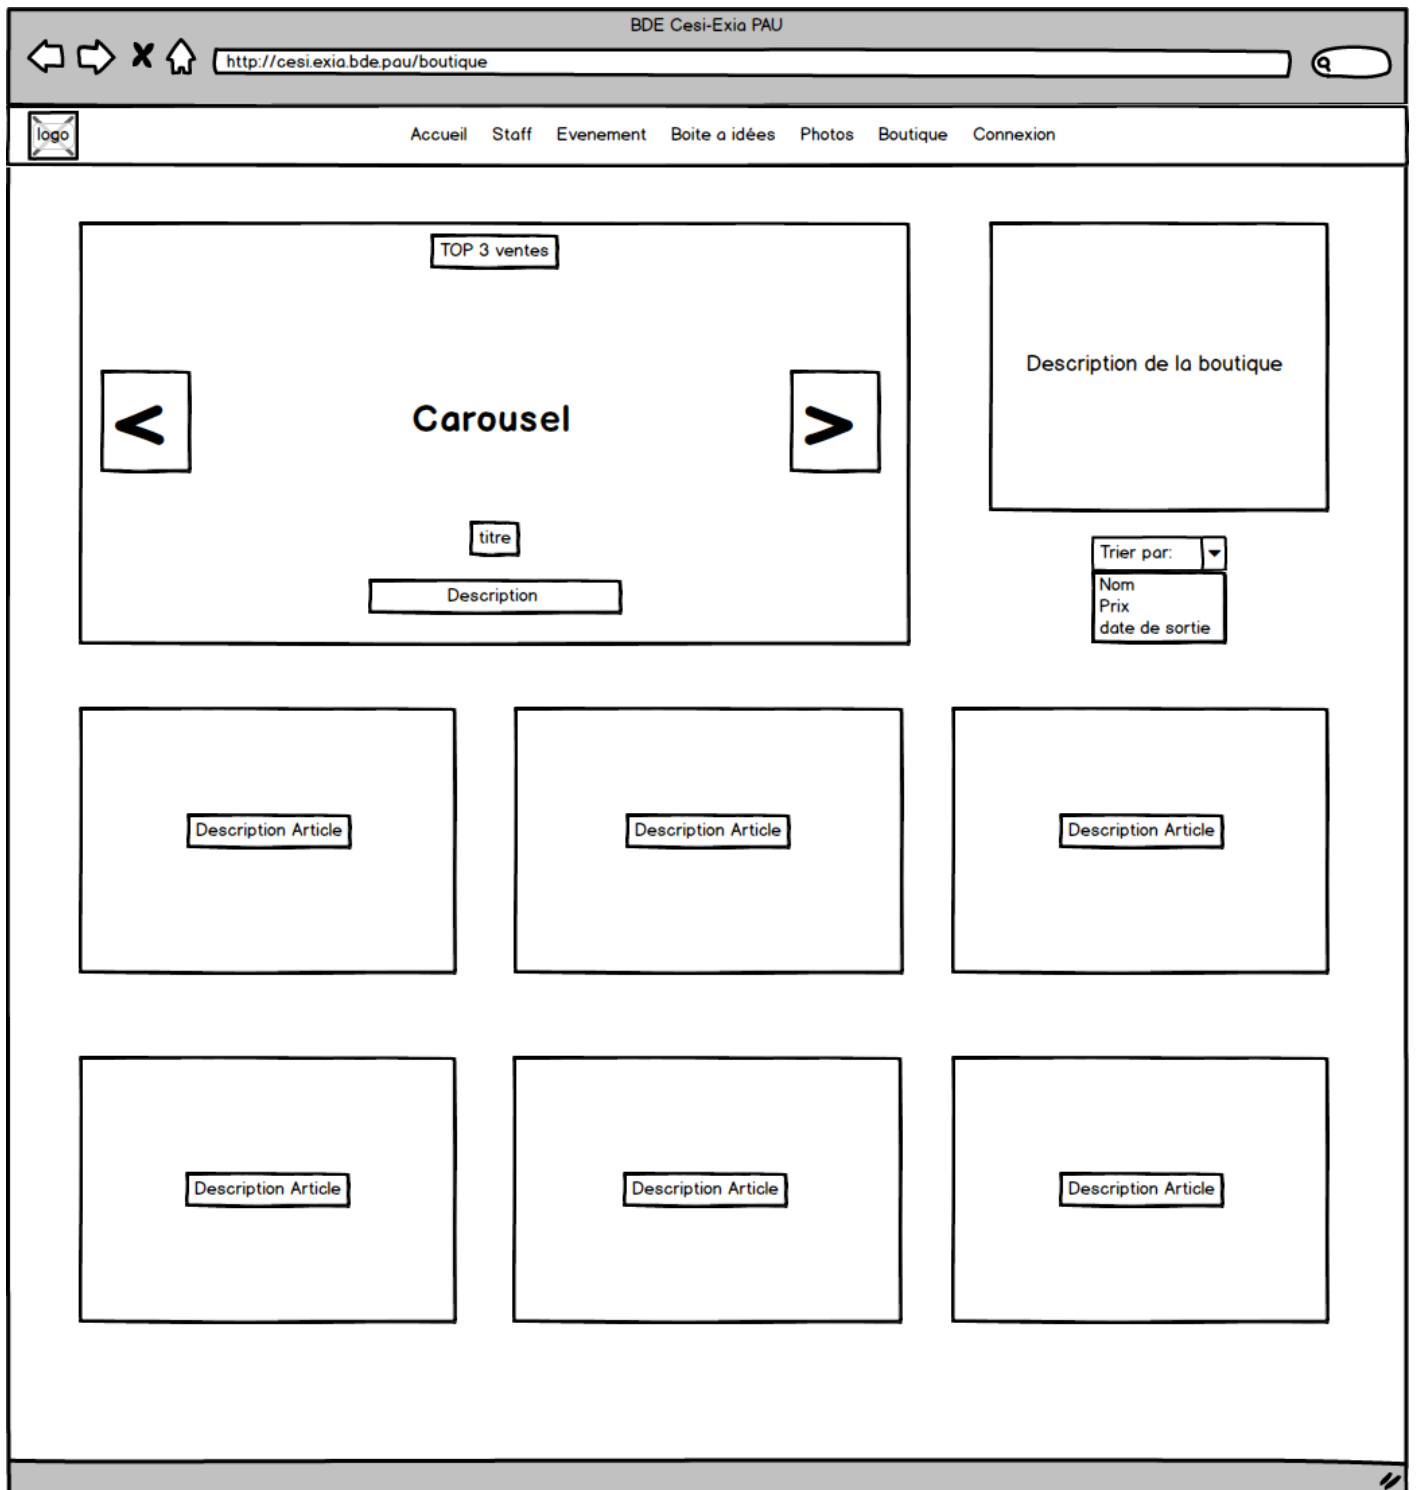 BDE Cesi-Exia PAU
http://cesi.exia.bde.pau/boutique
logo
Accueil Staff Evenement Boite a idées Photos Boutique Connexion
TOP 3 ventes
<
Carousel
>
titre
Description
Description de la boutique
Trier par:
Nom
Prix
date de sortie
Description Article
Description Article
Description Article
Description Article
Description Article
Description Article